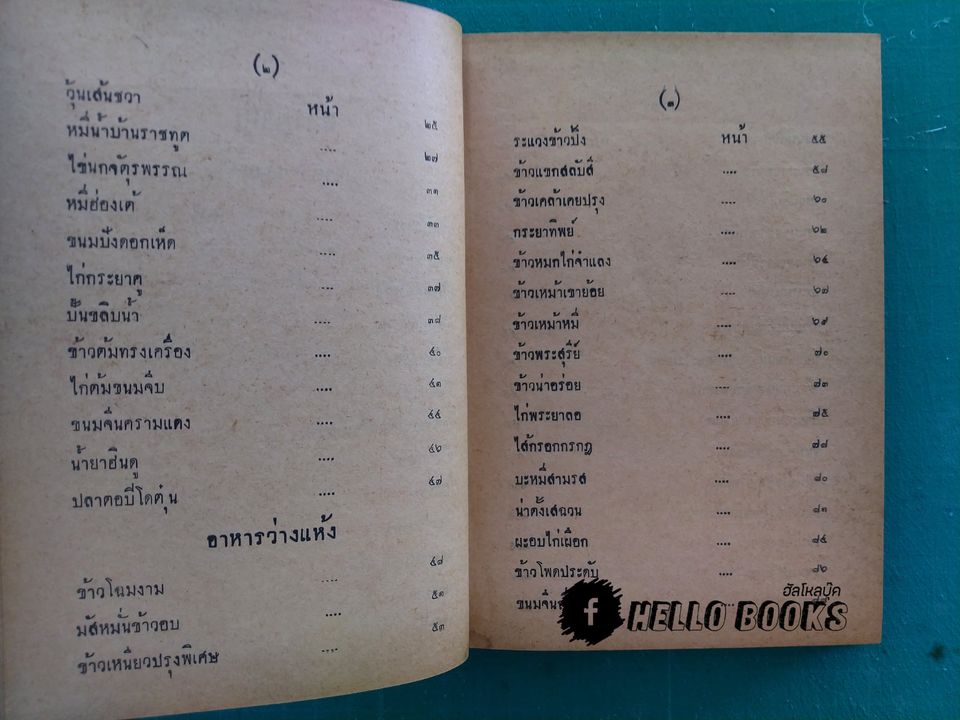 (๒)
หน้า
วุ้นเส้นชวา .... ๒๕
หมี่น้ำบ้านราชทูต .... ๒๗
ไข่นกจัตุรพรรณ .... ๓๑
หมี่ฮ่องเต้ .... ๓๓
ขนมปังดอกเห็ด .... ๓๕
ไก่กระยาคู .... ๓๗
ปั้นขลิบน้ำ .... ๓๘
ข้าวต้มทรงเครื่อง .... ๔๐
ไก่ต้มขนมจีบ .... ๔๑
ขนมจีนครามแดง .... ๔๔
น้ำยาฮินดู .... ๔๖
ปลาตอบี่โตตุ๋น .... ๔๗
อาหารว่างแห้ง
ข้าวโฉมงาม .... ๔๘
มัสหมั่นข้าวอบ .... ๕๑
ข้าวเหนียวปรุงพิเศษ .... ๕๓
(๓)
หน้า
ระแวงข้าวปัง ๕๕
ข้าวแขกสลับสี .... ๕๘
ข้าวเคล้าเคยปรุง .... ๖๐
กระยาทิพย์ .... ๖๒
ข้าวหมกไก่จำแลง .... ๖๔
ข้าวเหม้าเขาย้อย .... ๖๗
ข้าวเหม้าหมี่ .... ๖๙
ข้าวพระสุรีย์ .... ๗๐
ข้าวน่าอร่อย .... ๗๓
ไก่พระยาลอ .... ๗๕
ไส้กรอกกรกฎ .... ๗๘
บะหมี่สามรส .... ๘๐
น่าตั้งเสฉวน .... ๘๑
ผะอบไก่เผือก .... ๘๔
ข้าวโพดประดับ .... ๘๖
ขนมจีน
ฮัลโหลบุ๊ค
f HELLO BOOKS